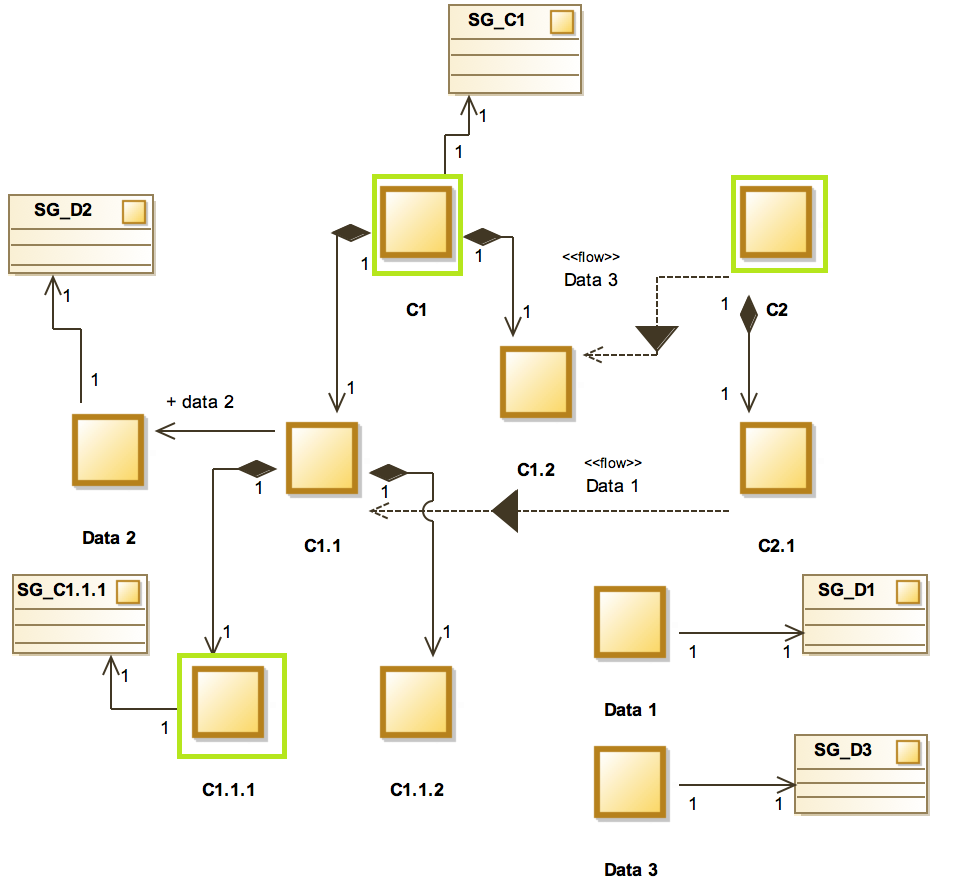 SG_C1
1
1
SG_D2
1
1
1
1
<<flow>>
Data 3
1
C1
C2
1
1
1
1
+ data 2
C1.2
<<flow>>
Data 1
1
1
Data 2
C1.1
C2.1
SG_C1.1.1
SG_D1
1
1
1
1
1
1
Data 1
SG_D3
C1.1.1
C1.1.2
1
1
Data 3